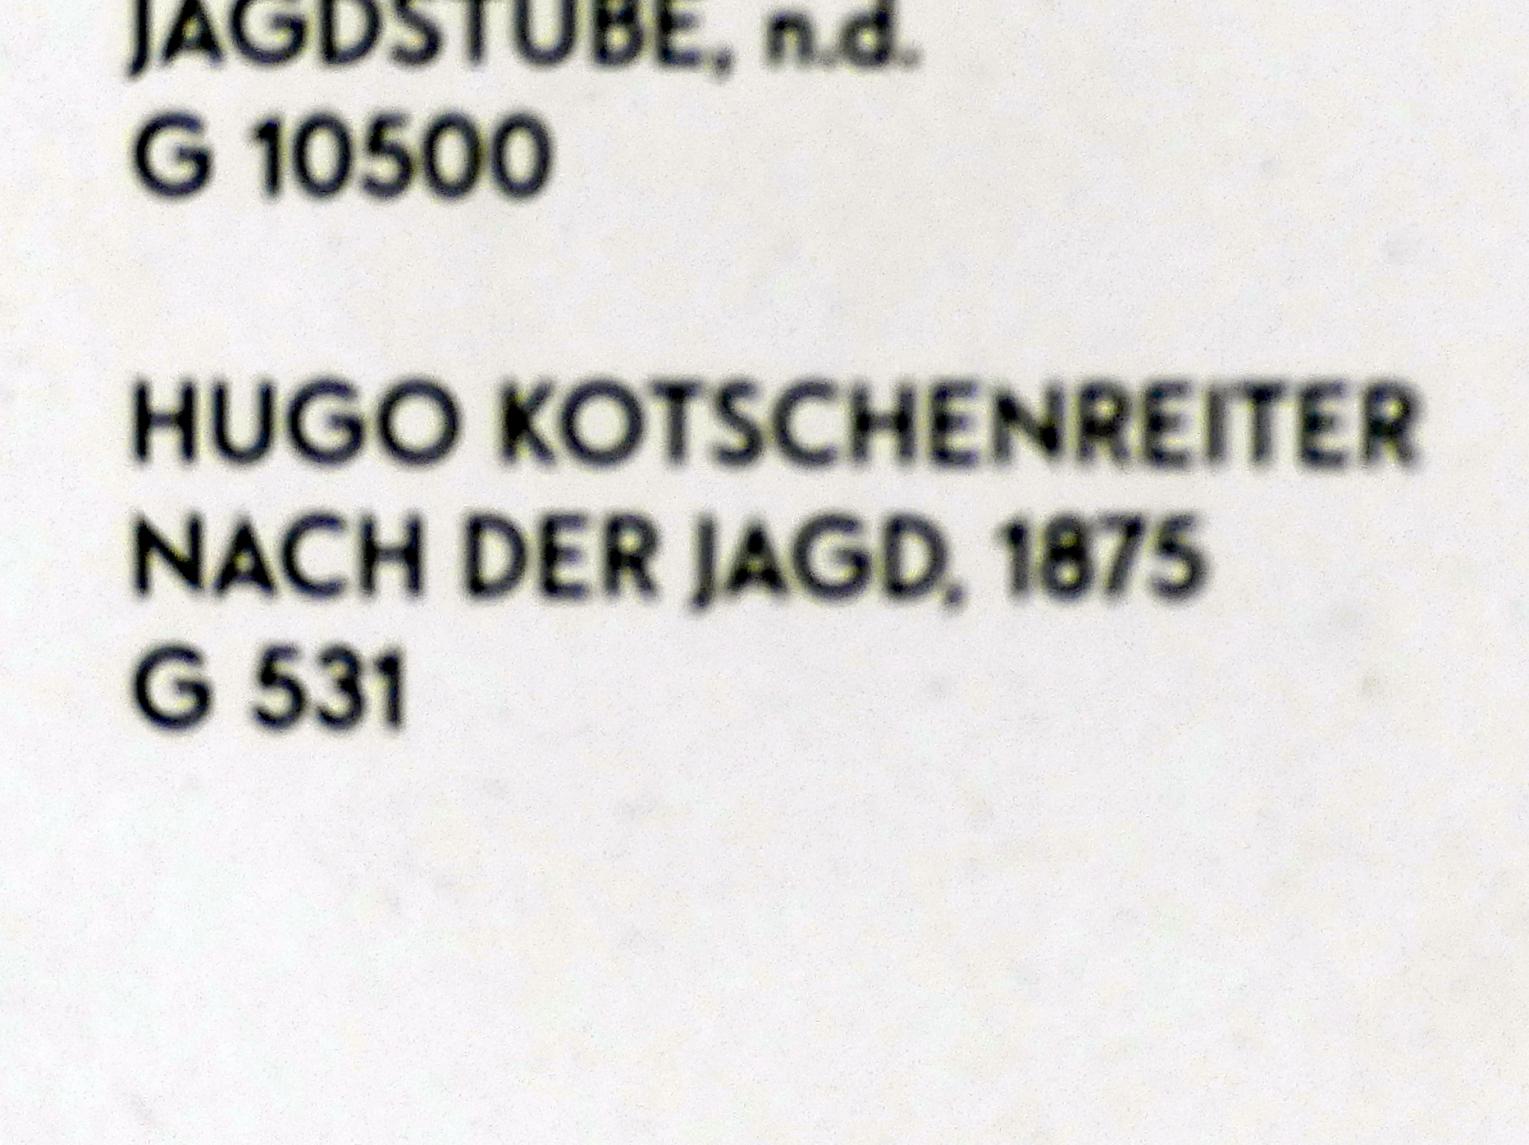 JAGDSTUBE, n.d.
G 10500
HUGO KOTSCHENREITER
NACH DER JAGD, 1875
G 531